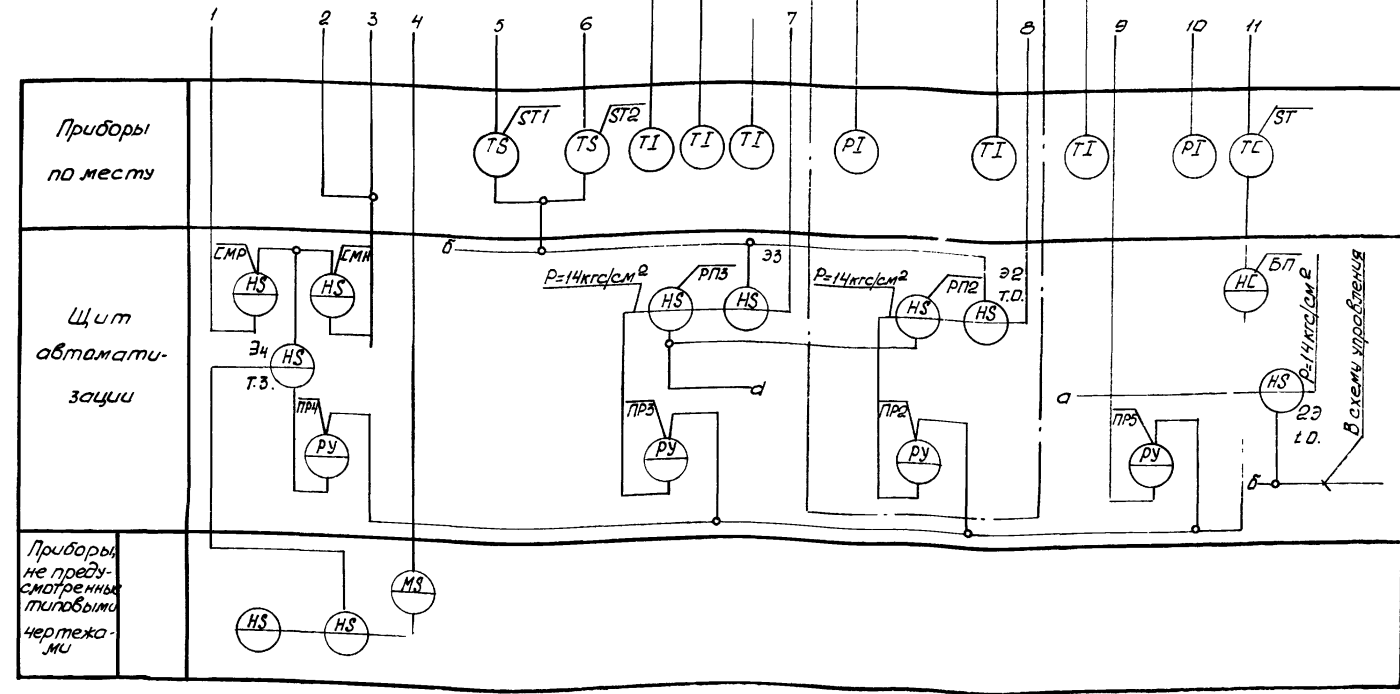 1 2 3 4 5 6 7 8 9 10 11
Приборы
по месту
TS ST1
TS ST2
TI
TI
TI
PI
TI
TI
PI
TC ST
Щит
автомати-
зации
СМР
HS
СМН
HS
Э4
HS
Т.З.
ПР4
РУ
б
P=14кгс/см²
РП3
HS
HS
Э3
d
ПР3
РУ
P=14кгс/см²
РП2
HS
HS
Э2
Т.О.
ПР2
РУ
а
ПР5
РУ
HC
БП
P=14кгс/см²
HS
2Э
t.О.
б
В схемы управления
Приборы,
не преду-
смотренные
типовыми
чертежа-
ми
HS
HS
MS